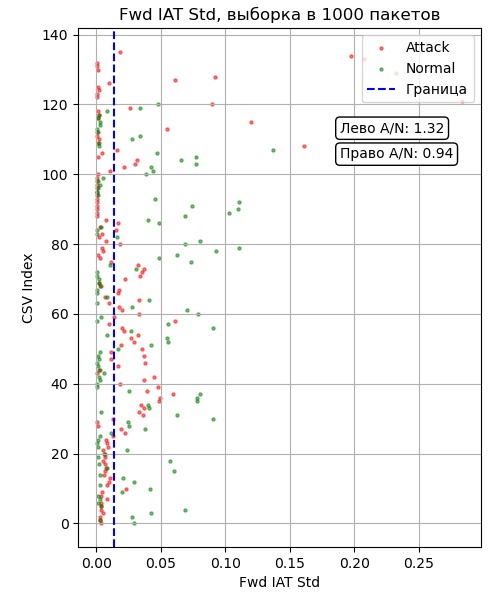 Fwd IAT Std, выборка в 1000 пакетов
Attack
Normal
Граница
Лево A/N: 1.32
Право A/N: 0.94
CSV Index
140
120
100
80
60
40
20
0
0.00 0.05 0.10 0.15 0.20 0.25
Fwd IAT Std